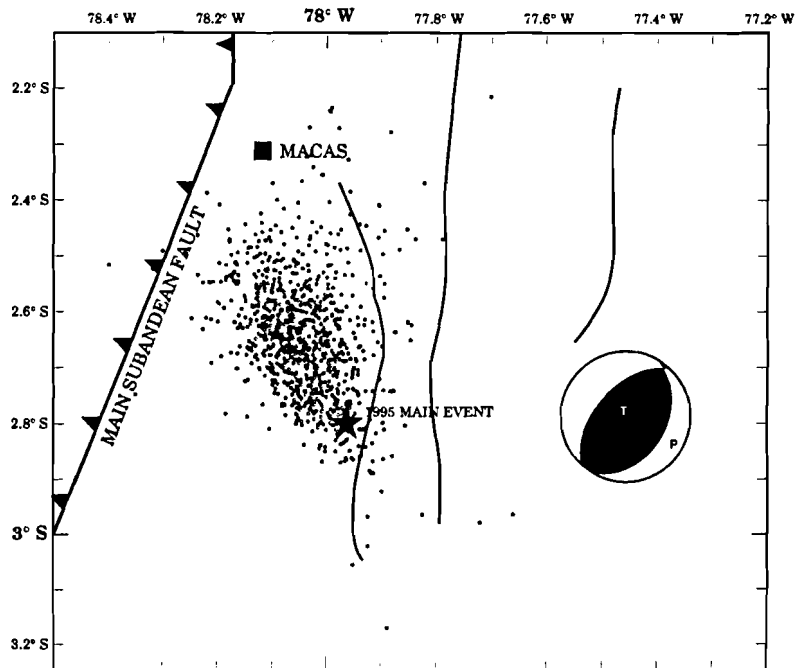 78.4° W 78.2° W 78° W 77.8° W 77.6° W 77.4° W 77.2° W
2.2° S
MACAS
2.4° S
MAIN SUBANDEAN FAULT
2.6° S
2.8° S
1995 MAIN EVENT
T
P
3° S
3.2° S